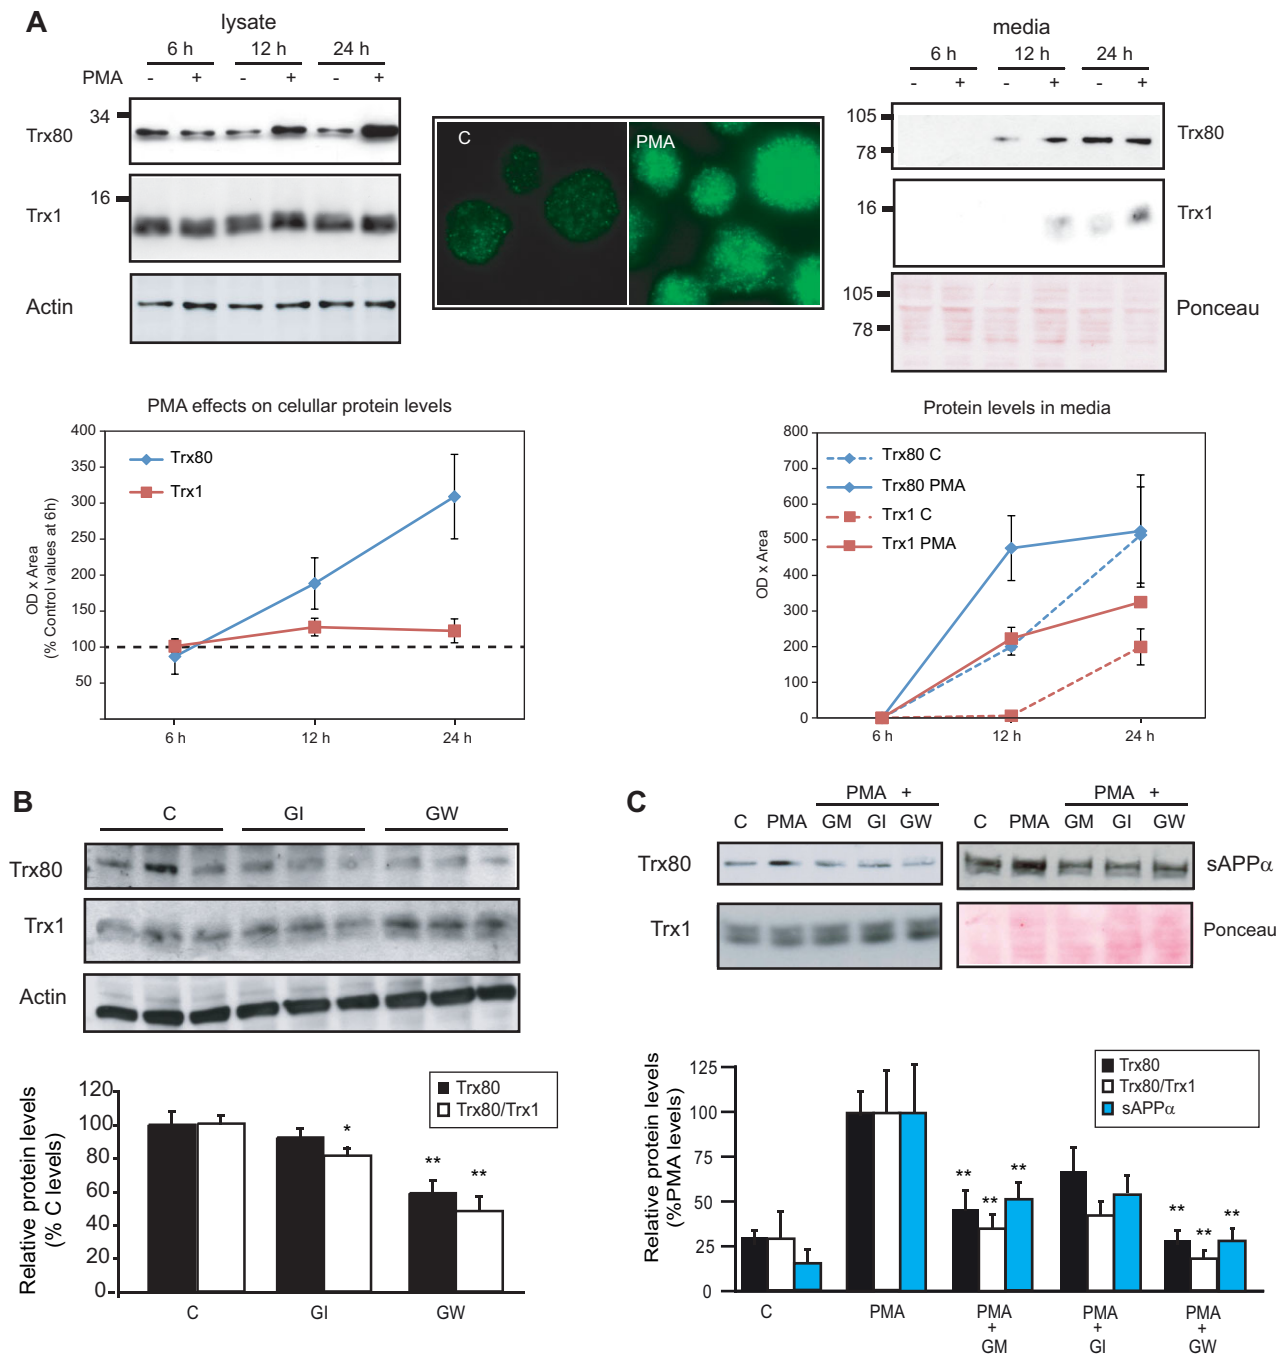 A
lysate
6 h 12 h 24 h
PMA - + - + - +
34
Trx80
16
Trx1
Actin
C
PMA
media
6 h 12 h 24 h
- + - + - +
105
Trx80
78
16
Trx1
105
Ponceau
78
PMA effects on celullar protein levels
400
350
300
250
200
150
100
50
OD x Area
(% Control values at 6h)
Trx80
Trx1
6 h 12 h 24 h
Protein levels in media
800
700
600
500
400
300
200
100
0
OD x Area
Trx80 C
Trx80 PMA
Trx1 C
Trx1 PMA
6 h 12 h 24 h
B
C GI GW
Trx80
Trx1
Actin
120
100
80
60
40
20
0
Relative protein levels
(% C levels)
Trx80
Trx80/Trx1
*
** **
C GI GW
C
PMA +
C PMA GM GI GW
Trx80
Trx1
PMA +
C PMA GM GI GW
sAPPα
Ponceau
125
100
75
50
25
0
Relative protein levels
(%PMA levels)
Trx80
Trx80/Trx1
sAPPα
** ** **
** ** **
C
PMA
PMA
+
GM
PMA
+
GI
PMA
+
GW